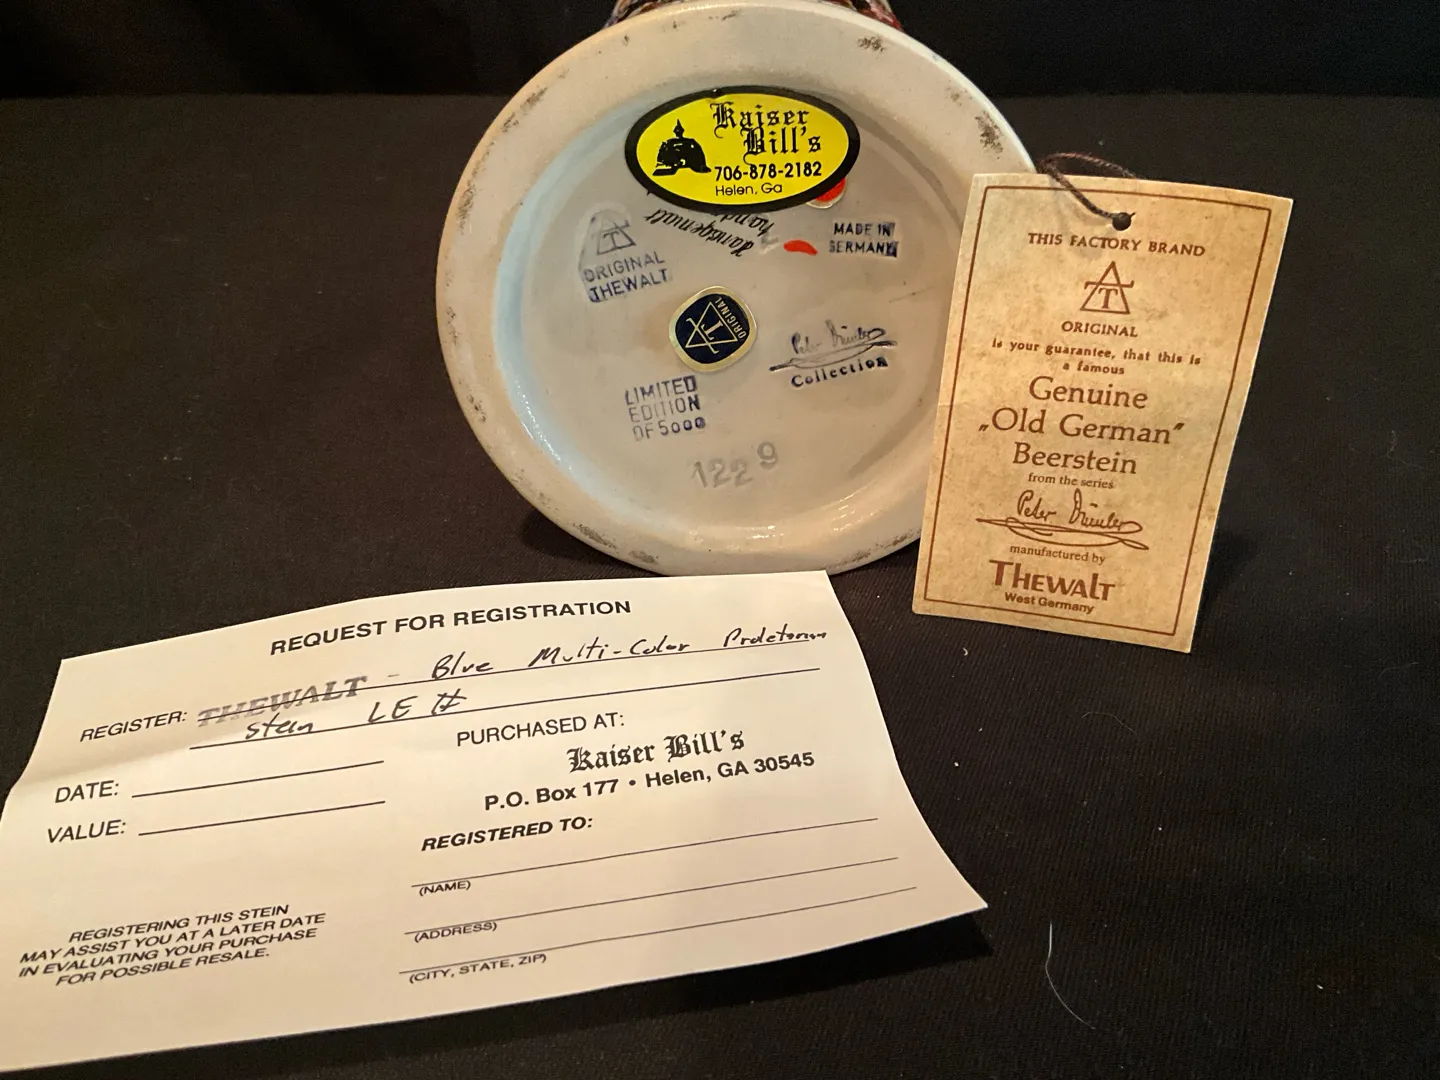 Kaiser
Bill's
706-878-2182
Helen, Ga
ORIGINAL
THEWALT
MADE IN
GERMANY
ORIGINAL
Collection
LIMITED
EDITION
OF 5000
1229
THIS FACTORY BRAND
T
ORIGINAL
is your guarantee, that this is
a famous
Genuine
„Old German"
Beerstein
from the series
manufactured by
THEWALT
West Germany
REQUEST FOR REGISTRATION
REGISTER: THEWALT - Blue Multi-Color
Stein LE #
DATE:
VALUE:
PURCHASED AT:
Kaiser Bill's
P.O. Box 177 • Helen, GA 30545
REGISTERED TO:
(NAME)
(ADDRESS)
(CITY, STATE, ZIP)
REGISTERING THIS STEIN
MAY ASSIST YOU AT A LATER DATE
IN EVALUATING YOUR PURCHASE
FOR POSSIBLE RESALE.